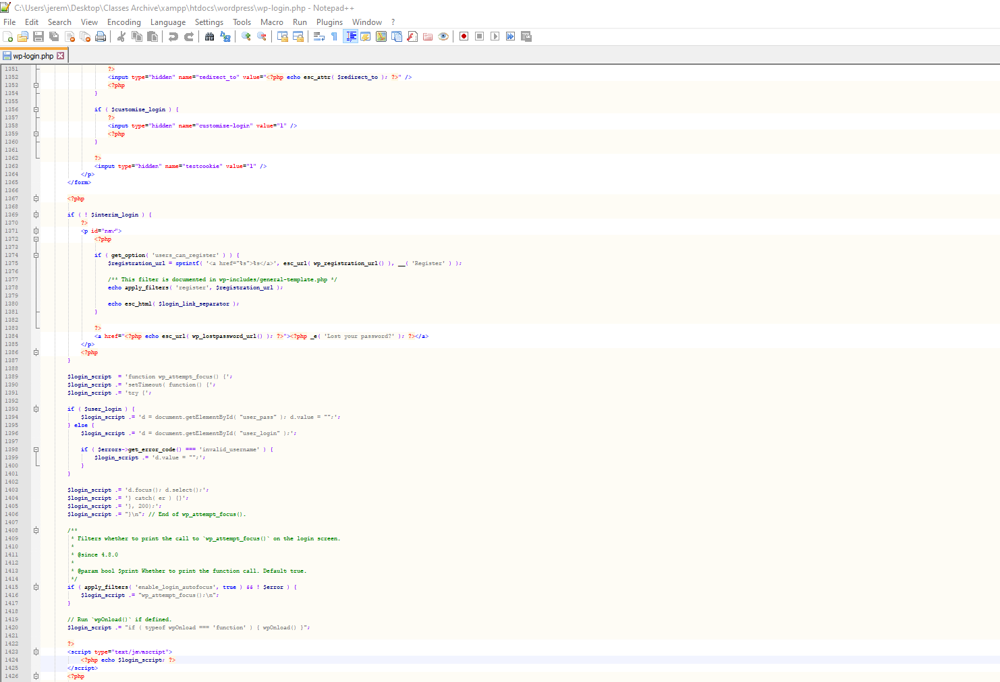 C:\Users\jerem\Desktop\Classes Archive\xampp\htdocs\wordpress\wp-login.php - Notepad++
File Edit Search View Encoding Language Settings Tools Macro Run Plugins Window ?
wp-login.php
1351 ?>
1352 <input type="hidden" name="redirect_to" value="<?php echo esc_attr( $redirect_to ); ?>" />
1353 <?php
1354 }
1355
1356 if ( $customize_login ) {
1357 ?>
1358 <input type="hidden" name="customize-login" value="1" />
1359 <?php
1360 }
1361
1362 ?>
1363 <input type="hidden" name="testcookie" value="1" />
1364 </p>
1365 </form>
1366
1367 <?php
1368
1369 if ( ! $interim_login ) {
1370 ?>
1371 <p id="nav">
1372 <?php
1373
1374 if ( get_option( 'users_can_register' ) ) {
1375 $registration_url = sprintf( '<a href="%s">%s</a>', esc_url( wp_registration_url() ), __( 'Register' ) );
1376
1377 /** This filter is documented in wp-includes/general-template.php */
1378 echo apply_filters( 'register', $registration_url );
1379
1380 echo esc_html( $login_link_separator );
1381 }
1382
1383 ?>
1384 <a href="<?php echo esc_url( wp_lostpassword_url() ); ?>"><?php _e( 'Lost your password?' ); ?></a>
1385 </p>
1386 <?php
1387 }
1388
1389 $login_script  = 'function wp_attempt_focus() {';
1390 $login_script .= 'setTimeout( function() {';
1391 $login_script .= 'try {';
1392
1393 if ( $user_login ) {
1394 $login_script .= 'd = document.getElementById( "user_pass" ); d.value = "";';
1395 } else {
1396 $login_script .= 'd = document.getElementById( "user_login" );';
1397
1398 if ( $errors->get_error_code() === 'invalid_username' ) {
1399 $login_script .= 'd.value = "";';
1400 }
1401 }
1402
1403 $login_script .= 'd.focus(); d.select();';
1404 $login_script .= '} catch( er ) {}';
1405 $login_script .= '}, 200);';
1406 $login_script .= "}\n"; // End of wp_attempt_focus().
1407
1408 /**
1409 * Filters whether to print the call to `wp_attempt_focus()` on the login screen.
1410 *
1411 * @since 4.8.0
1412 *
1413 * @param bool $print Whether to print the function call. Default true.
1414 */
1415 if ( apply_filters( 'enable_login_autofocus', true ) && ! $error ) {
1416 $login_script .= "wp_attempt_focus();\n";
1417 }
1418
1419 // Run `wpOnload()` if defined.
1420 $login_script .= "if ( typeof wpOnload === 'function' ) { wpOnload() }";
1421
1422 ?>
1423 <script type="text/javascript">
1424 <?php echo $login_script; ?>
1425 </script>
1426 <?php